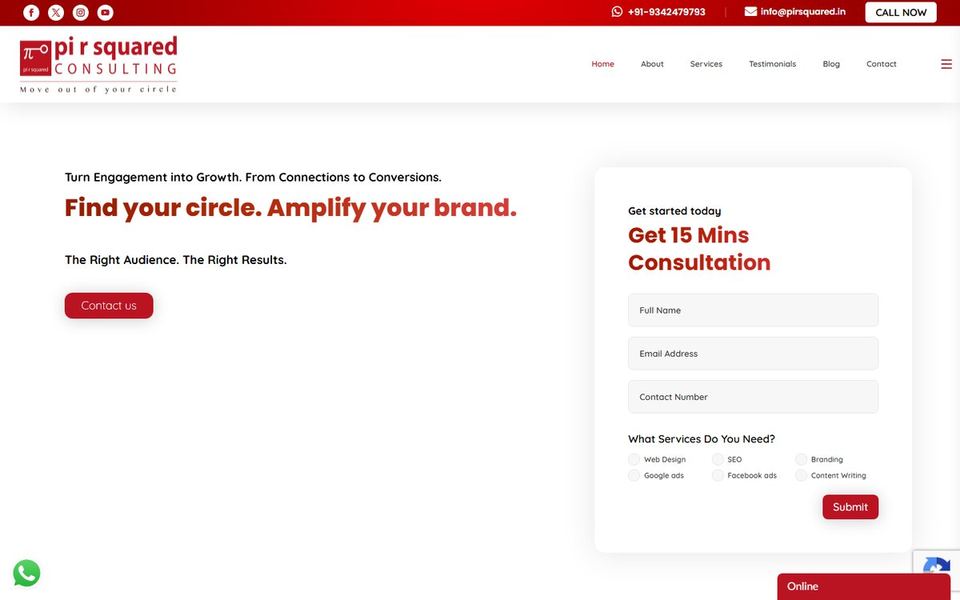 +91-9342479793 | info@pirsquared.in CALL NOW
pi r squared
CONSULTING
π
pi r squared
Move out of your circle
Home About Services Testimonials Blog Contact
Turn Engagement into Growth. From Connections to Conversions.
Find your circle. Amplify your brand.
The Right Audience. The Right Results.
Contact us
Get started today
Get 15 Mins
Consultation
Full Name
Email Address
Contact Number
What Services Do You Need?
Web Design SEO Branding
Google ads Facebook ads Content Writing
Submit
Online